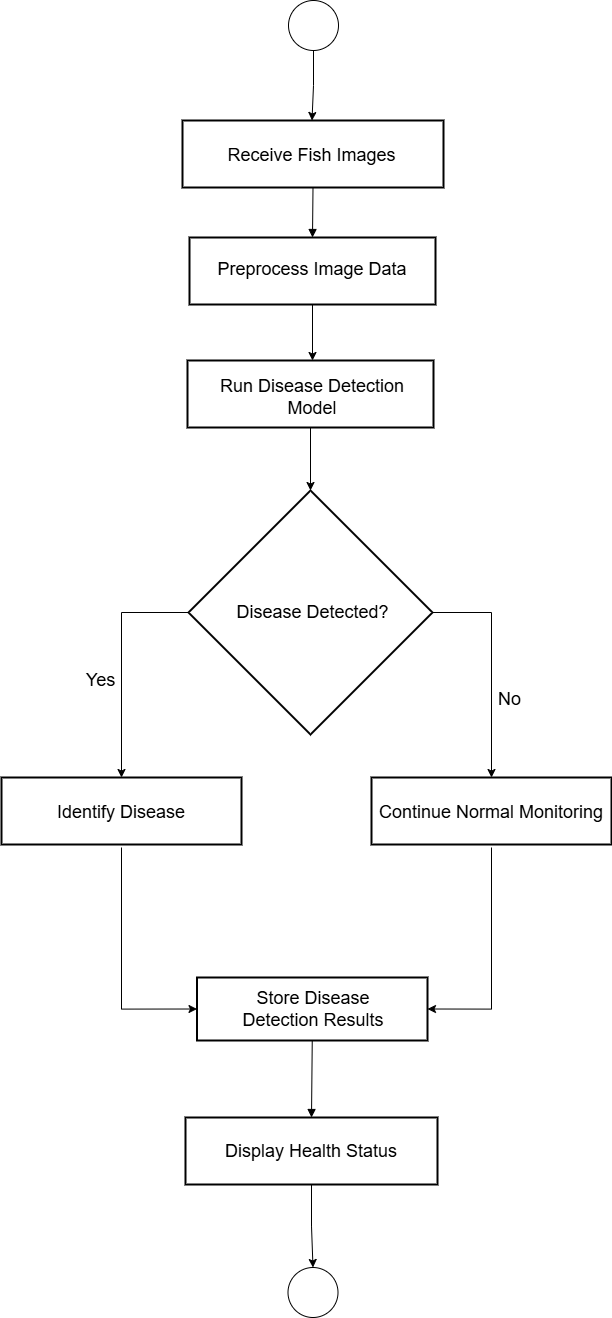 Receive Fish Images
Preprocess Image Data
Run Disease Detection
Model
Disease Detected?
Yes
No
Identify Disease
Continue Normal Monitoring
Store Disease
Detection Results
Display Health Status